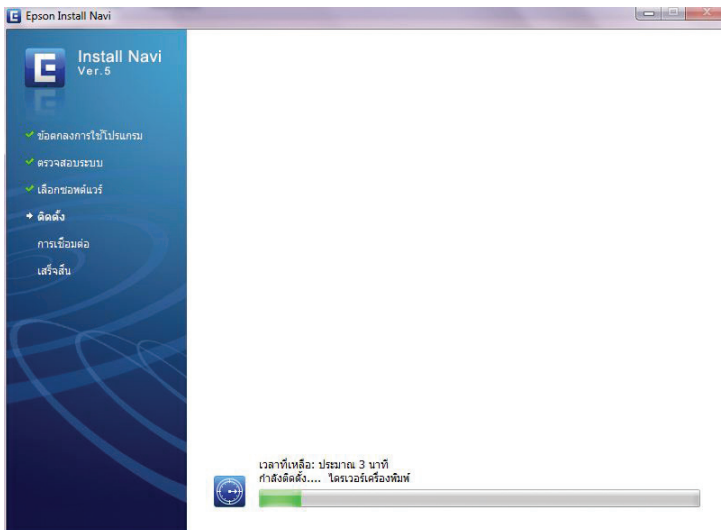 Epson Install Navi
Install Navi
Ver.5
ข้อตกลงการใช้โปรแกรม
ตรวจสอบระบบ
เลือกซอฟต์แวร์
ติดตั้ง
การเชื่อมต่อ
เสร็จสิ้น
เวลาที่เหลือ: ประมาณ 3 นาที
กำลังติดตั้ง.... ไดรเวอร์เครื่องพิมพ์